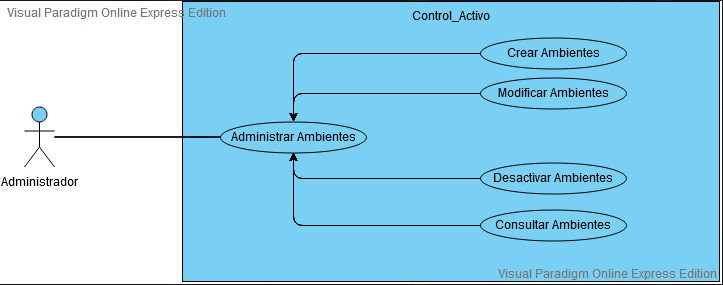 Visual Paradigm Online Express Edition
Control_Activo
Crear Ambientes
Modificar Ambientes
Administrar Ambientes
Administrador
Desactivar Ambientes
Consultar Ambientes
Visual Paradigm Online Express Edition